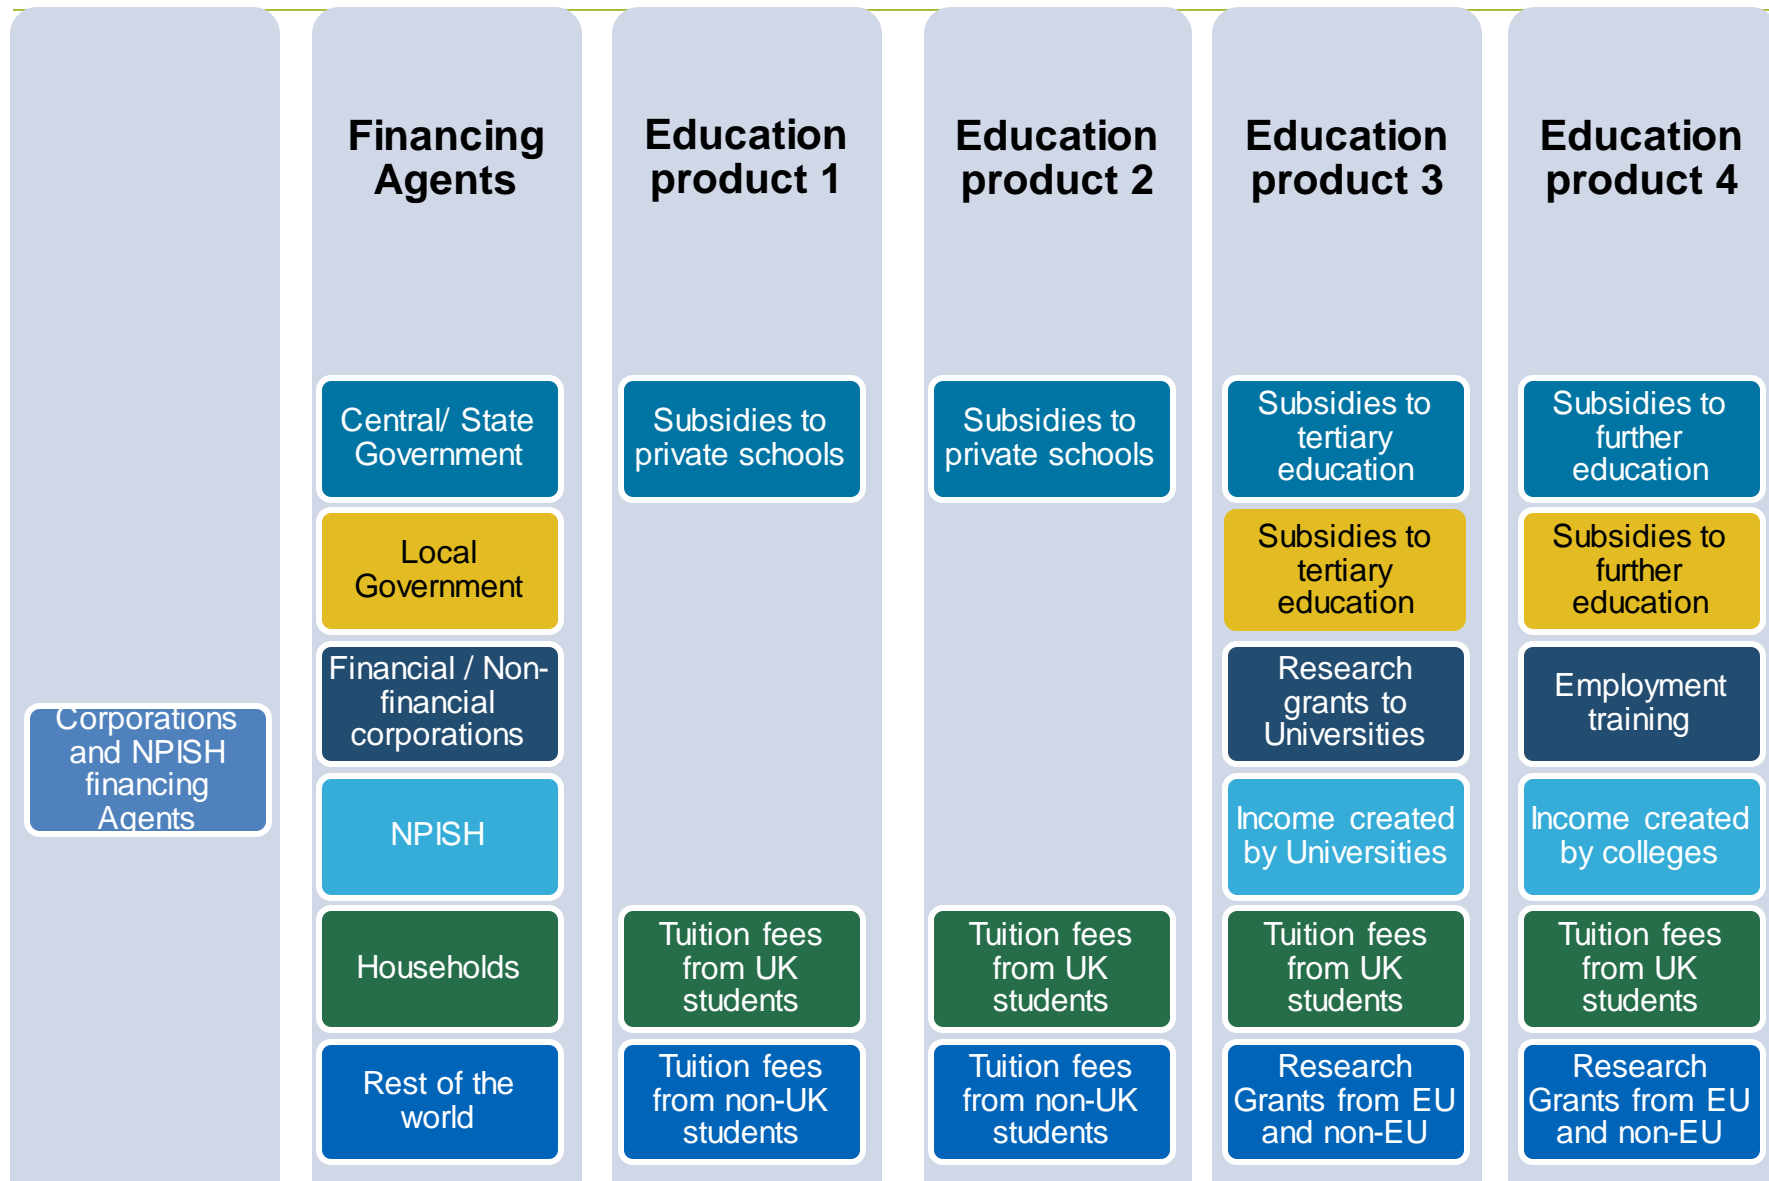 Financing
Agents
Education
product 1
Education
product 2
Education
product 3
Education
product 4
Corporations
and NPISH
financing
Agents
Central/ State
Government
Subsidies to
private schools
Subsidies to
private schools
Subsidies to
tertiary
education
Subsidies to
further
education
Local
Government
Subsidies to
tertiary
education
Subsidies to
further
education
Financial / Non-
financial
corporations
Research
grants to
Universities
Employment
training
NPISH
Income created
by Universities
Income created
by colleges
Households
Tuition fees
from UK
students
Tuition fees
from UK
students
Tuition fees
from UK
students
Tuition fees
from UK
students
Rest of the
world
Tuition fees
from non-UK
students
Tuition fees
from non-UK
students
Research
Grants from EU
and non-EU
Research
Grants from EU
and non-EU